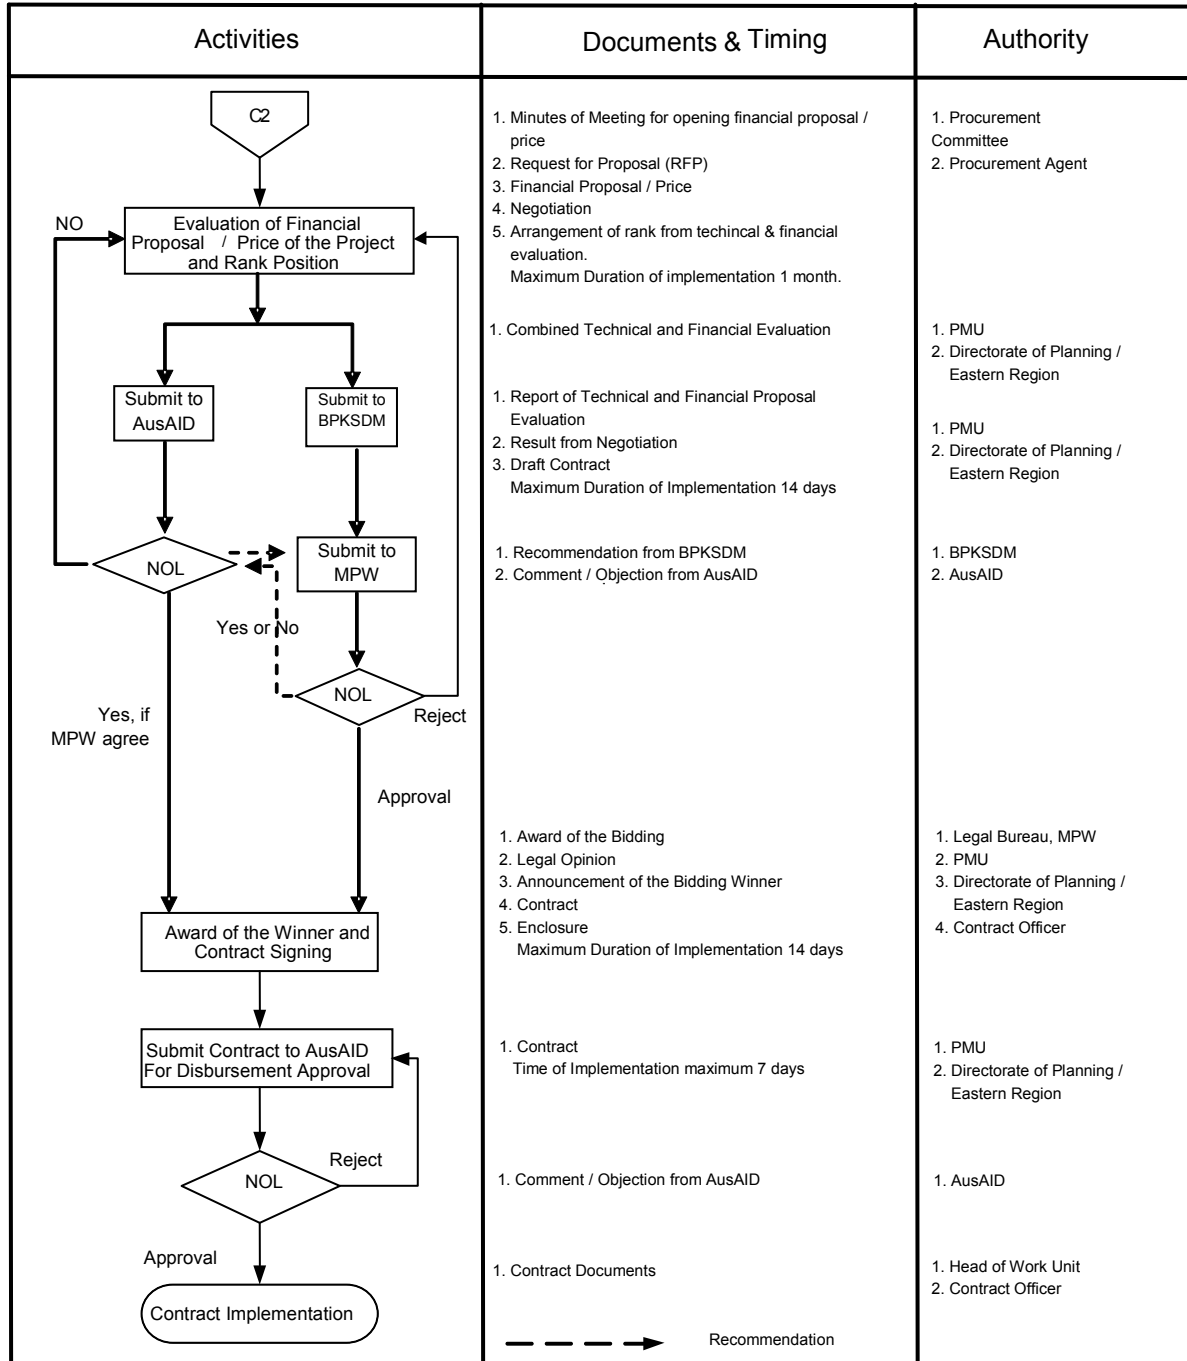 Activities
Documents & Timing
Authority
C2
1. Minutes of Meeting for opening financial proposal /
price
2. Request for Proposal (RFP)
3. Financial Proposal / Price
4. Negotiation
5. Arrangement of rank from techincal & financial
evaluation.
Maximum Duration of implementation 1 month.
1. Procurement
Committee
2. Procurement Agent
NO
Evaluation of Financial
Proposal / Price of the Project
and Rank Position
1. Combined Technical and Financial Evaluation
1. PMU
2. Directorate of Planning /
Eastern Region
Submit to
AusAID
Submit to
BPKSDM
1. Report of Technical and Financial Proposal
Evaluation
2. Result from Negotiation
3. Draft Contract
Maximum Duration of Implementation 14 days
1. PMU
2. Directorate of Planning /
Eastern Region
NOL
Submit to
MPW
1. Recommendation from BPKSDM
2. Comment / Objection from AusAID
1. BPKSDM
2. AusAID
Yes or No
NOL
Reject
Yes, if
MPW agree
Approval
1. Award of the Bidding
2. Legal Opinion
3. Announcement of the Bidding Winner
4. Contract
5. Enclosure
Maximum Duration of Implementation 14 days
1. Legal Bureau, MPW
2. PMU
3. Directorate of Planning /
Eastern Region
4. Contract Officer
Award of the Winner and
Contract Signing
Submit Contract to AusAID
For Disbursement Approval
1. Contract
Time of Implementation maximum 7 days
1. PMU
2. Directorate of Planning /
Eastern Region
Reject
NOL
1. Comment / Objection from AusAID
1. AusAID
Approval
1. Contract Documents
1. Head of Work Unit
2. Contract Officer
Contract Implementation
Recommendation